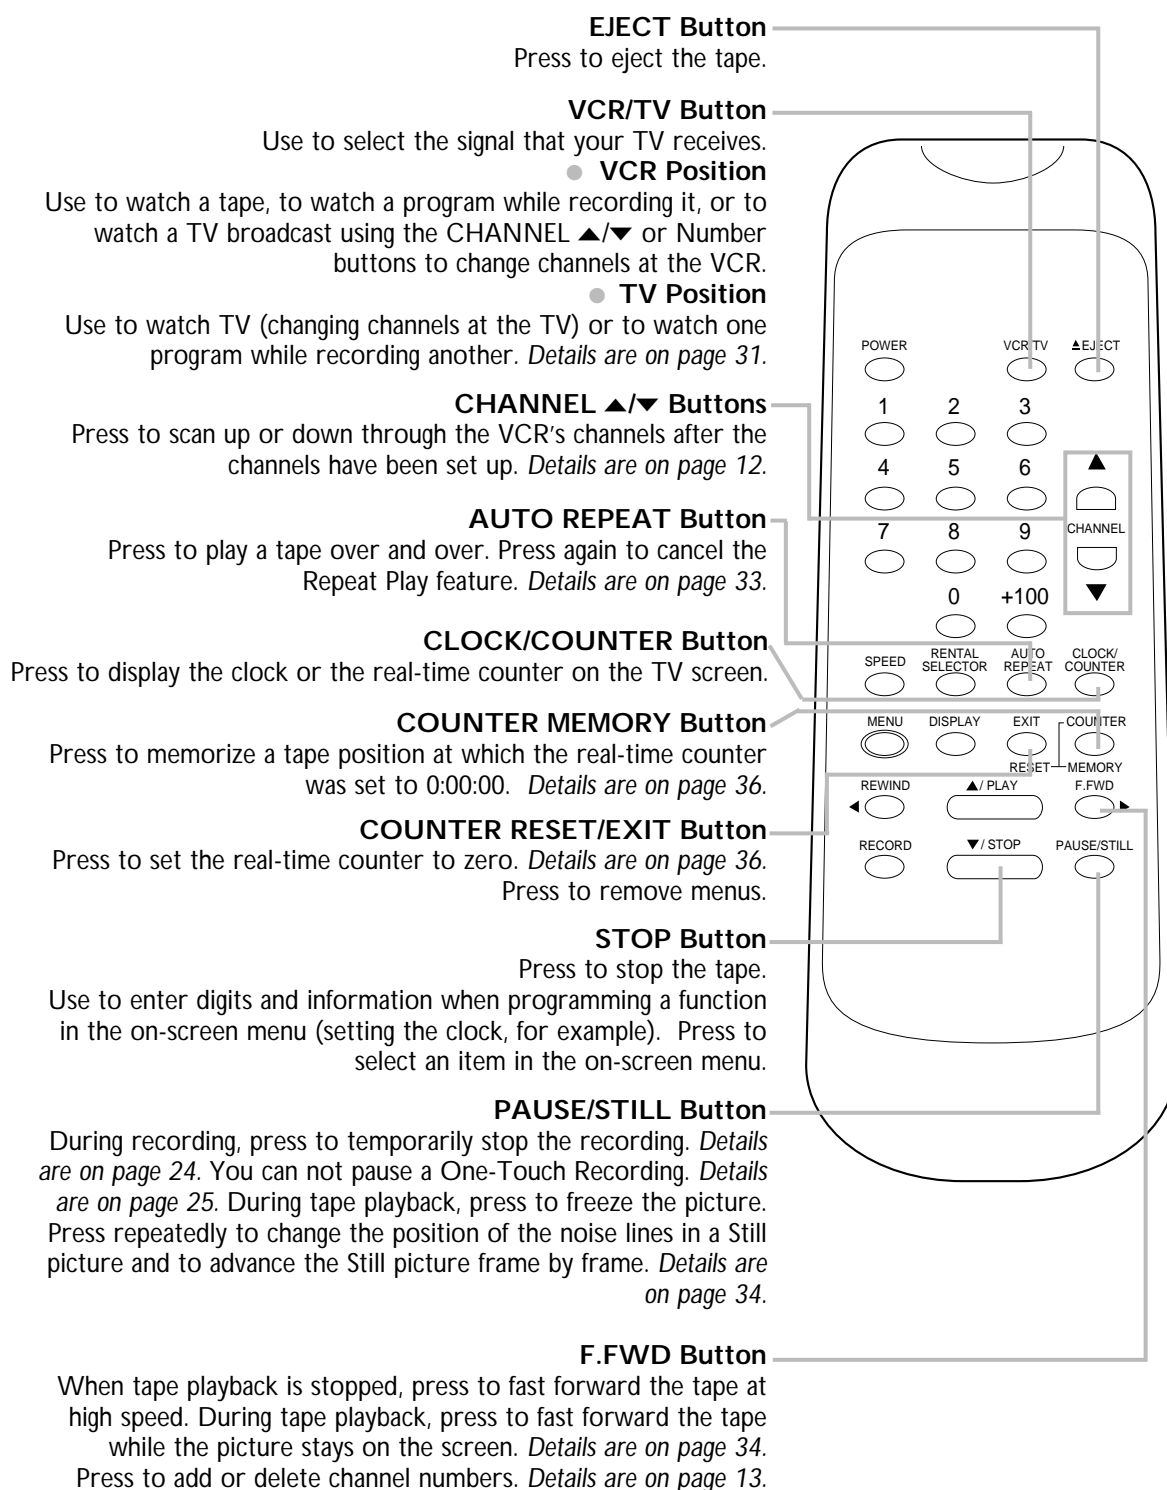 EJECT Button
Press to eject the tape.
VCR/TV Button
Use to select the signal that your TV receives.
● VCR Position
Use to watch a tape, to watch a program while recording it, or to
watch a TV broadcast using the CHANNEL ▲/▼ or Number
buttons to change channels at the VCR.
● TV Position
Use to watch TV (changing channels at the TV) or to watch one
program while recording another. Details are on page 31.
CHANNEL ▲/▼ Buttons
Press to scan up or down through the VCR's channels after the
channels have been set up. Details are on page 12.
AUTO REPEAT Button
Press to play a tape over and over. Press again to cancel the
Repeat Play feature. Details are on page 33.
CLOCK/COUNTER Button
Press to display the clock or the real-time counter on the TV screen.
COUNTER MEMORY Button
Press to memorize a tape position at which the real-time counter
was set to 0:00:00. Details are on page 36.
COUNTER RESET/EXIT Button
Press to set the real-time counter to zero. Details are on page 36.
Press to remove menus.
STOP Button
Press to stop the tape.
Use to enter digits and information when programming a function
in the on-screen menu (setting the clock, for example). Press to
select an item in the on-screen menu.
PAUSE/STILL Button
During recording, press to temporarily stop the recording. Details
are on page 24. You can not pause a One-Touch Recording. Details
are on page 25. During tape playback, press to freeze the picture.
Press repeatedly to change the position of the noise lines in a Still
picture and to advance the Still picture frame by frame. Details are
on page 34.
F.FWD Button
When tape playback is stopped, press to fast forward the tape at
high speed. During tape playback, press to fast forward the tape
while the picture stays on the screen. Details are on page 34.
Press to add or delete channel numbers. Details are on page 13.
POWER VCR/TV ▲EJECT
1 2 3
4 5 6 ▲
7 8 9 CHANNEL
0 +100 ▼
SPEED RENTAL SELECTOR AUTO REPEAT CLOCK/ COUNTER
MENU DISPLAY EXIT COUNTER
RESET MEMORY
REWIND ▲/ PLAY F.FWD
◀ ▶
RECORD ▼/ STOP PAUSE/STILL